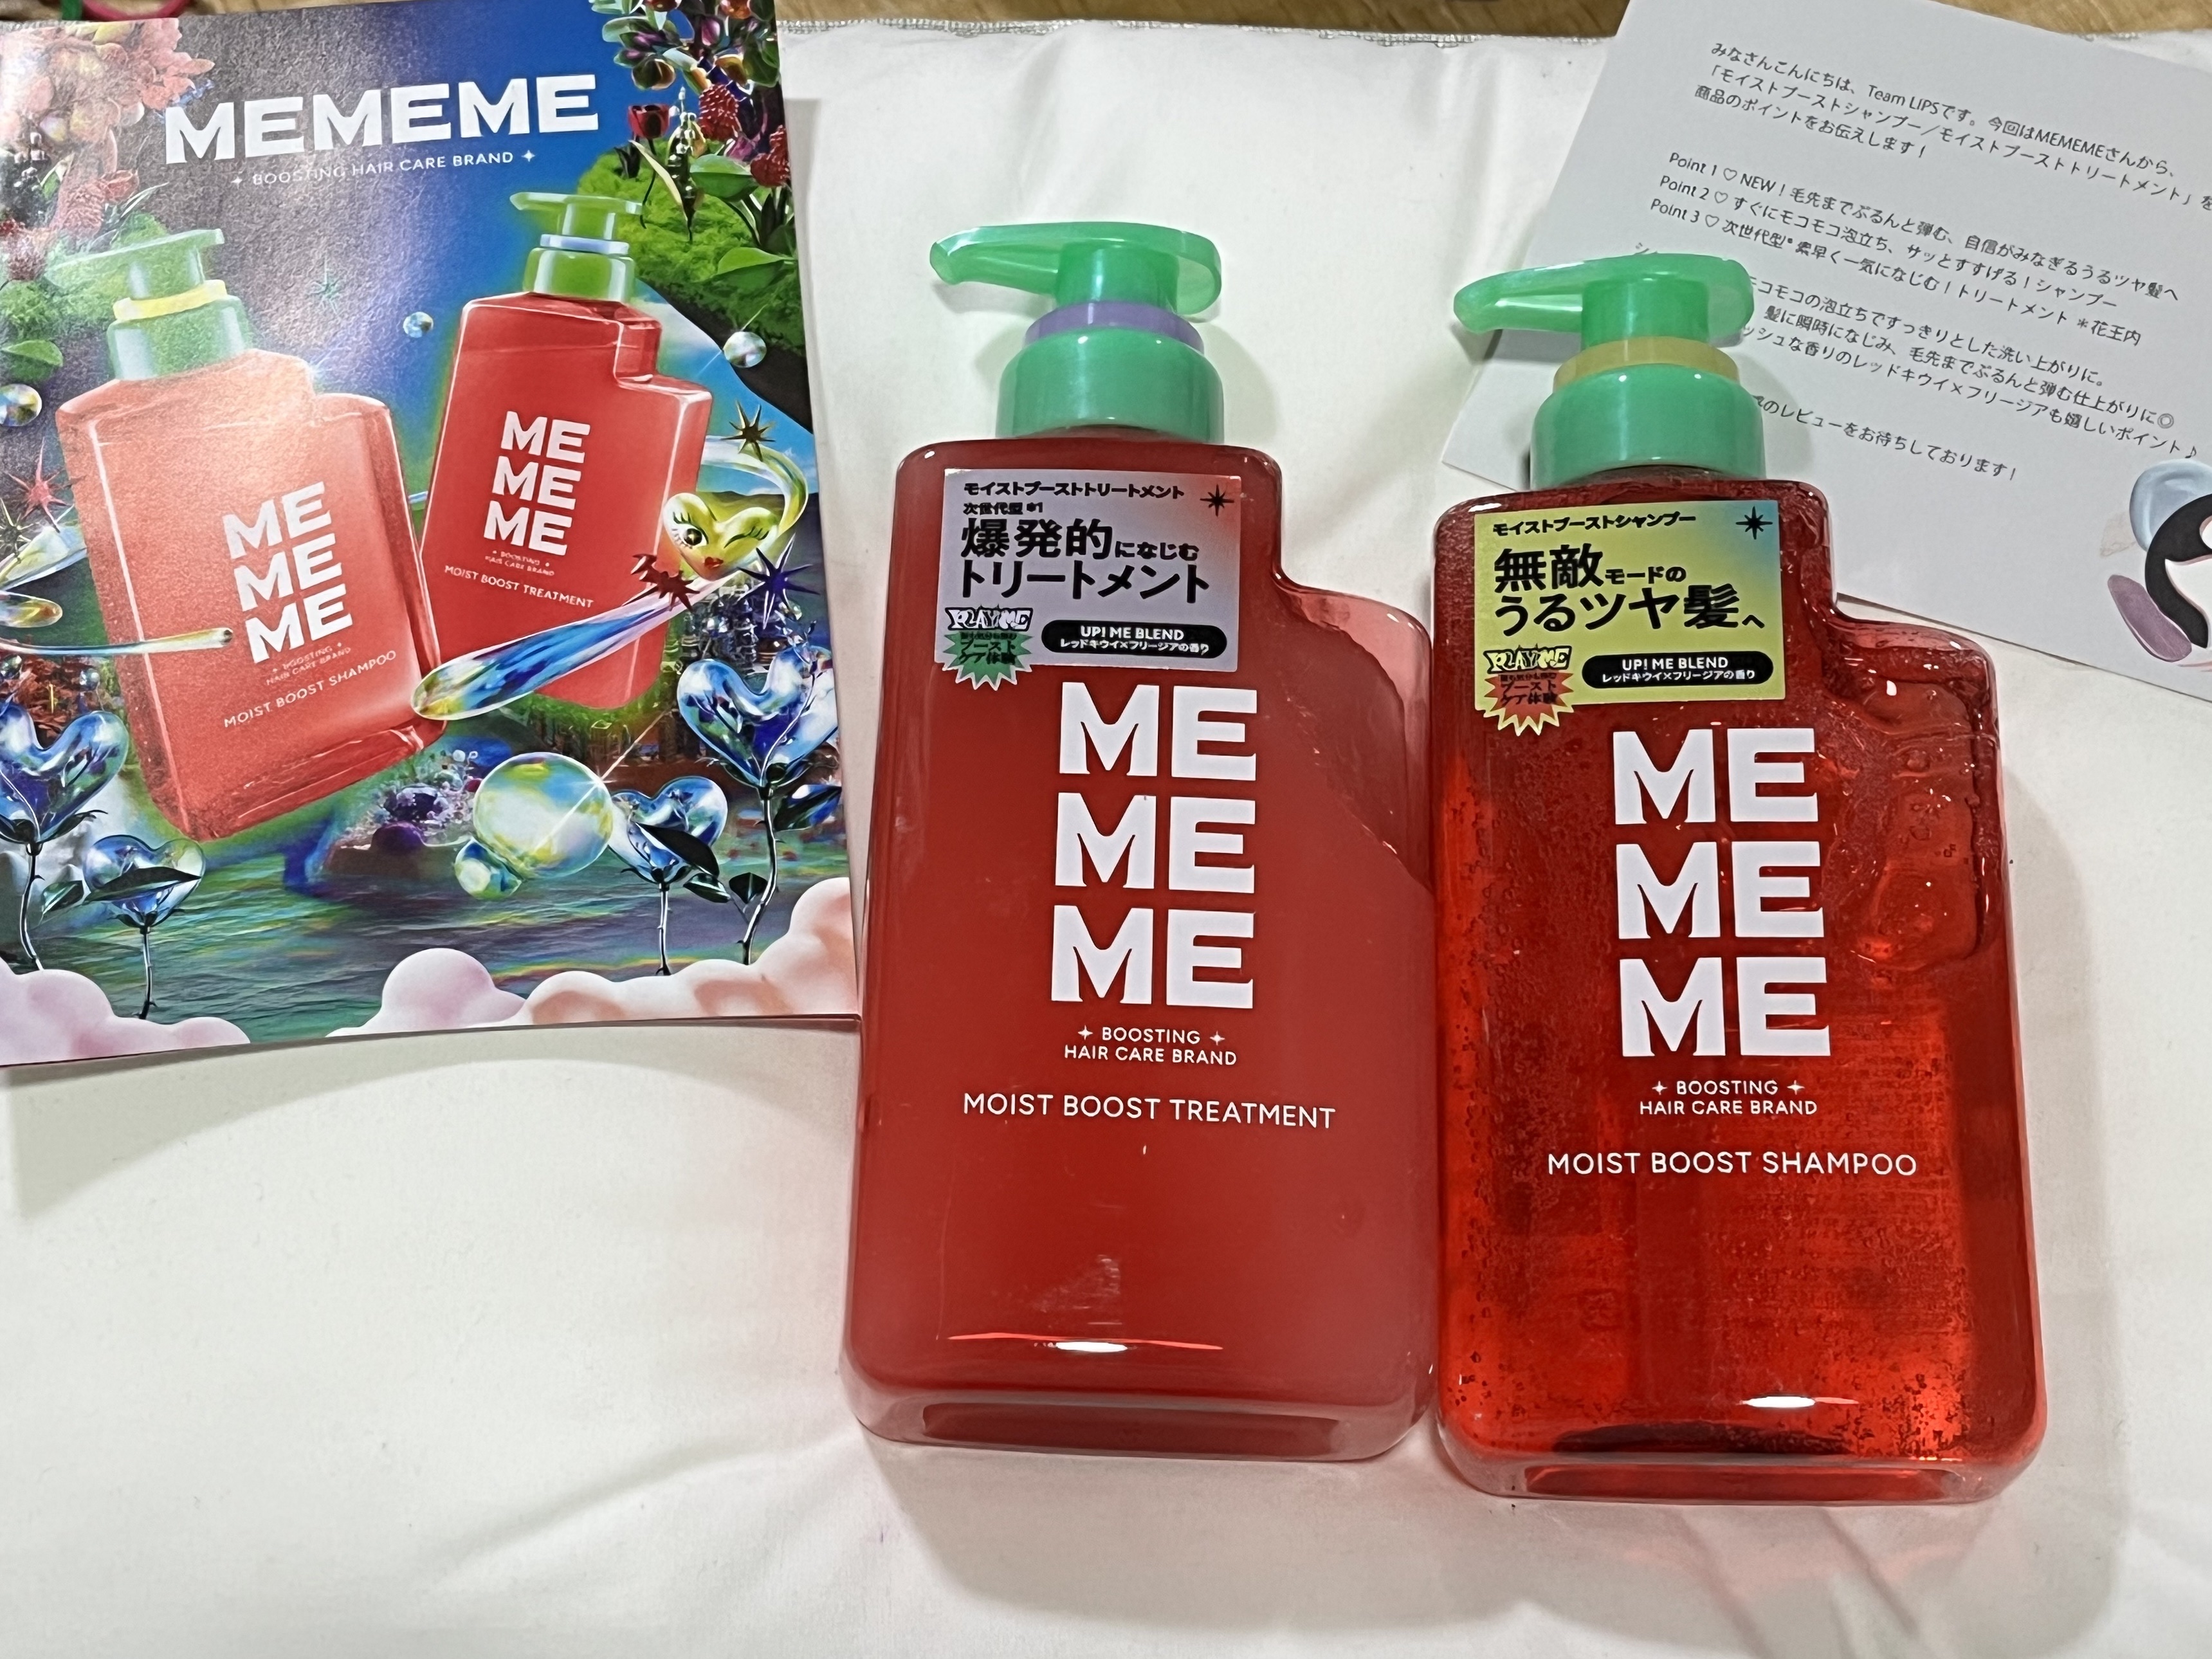 MEMEME
BOOSTING HAIR CARE BRAND
ME
ME
ME
BOOSTING
HAIR CARE BRAND
MOIST BOOST SHAMPOO
ME
ME
ME
BOOSTING
HAIR CARE BRAND
MOIST BOOST TREATMENT
モイストブーストトリートメント
次世代型*1
爆発的になじむ
トリートメント
PLAY ME
ブースト
ケア体験
UP! ME BLEND
レッドキウイ×フリージアの香り
ME
ME
ME
BOOSTING
HAIR CARE BRAND
MOIST BOOST TREATMENT
モイストブーストシャンプー
無敵モードの
うるツヤ髪へ
PLAY ME
ブースト
ケア体験
UP! ME BLEND
レッドキウイ×フリージアの香り
ME
ME
ME
BOOSTING
HAIR CARE BRAND
MOIST BOOST SHAMPOO
みなさんこんにちは、Team LIPSです。今回はMEMEMEさんから、
「モイストブーストシャンプー／モイストブーストトリートメント」を
商品のポイントをお伝えします！
Point 1 ♡ NEW！毛先までぷるんと弾む、自信がみなぎるうるツヤ髪へ
Point 2 ♡ すぐにモコモコ泡立ち、サッとすすげる！シャンプー
Point 3 ♡ 次世代型*素早く一気になじむ！トリートメント ＊花王内
モコモコの泡立ちですっきりとした洗い上がりに。
髪に瞬時になじみ、毛先までぷるんと弾む仕上がりに◎
ッシュな香りのレッドキウイ×フリージアも嬉しいポイント♪
のレビューをお待ちしております！